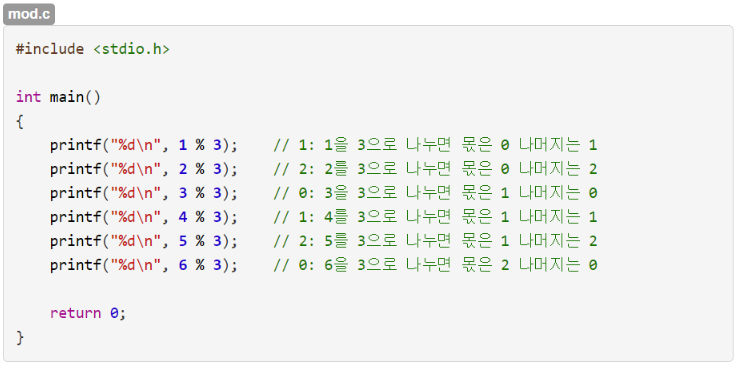 mod.c
#include <stdio.h>
int main()
{
    printf("%d\n", 1 % 3);    // 1: 1을 3으로 나누면 몫은 0 나머지는 1
    printf("%d\n", 2 % 3);    // 2: 2를 3으로 나누면 몫은 0 나머지는 2
    printf("%d\n", 3 % 3);    // 0: 3을 3으로 나누면 몫은 1 나머지는 0
    printf("%d\n", 4 % 3);    // 1: 4를 3으로 나누면 몫은 1 나머지는 1
    printf("%d\n", 5 % 3);    // 2: 5를 3으로 나누면 몫은 1 나머지는 2
    printf("%d\n", 6 % 3);    // 0: 6을 3으로 나누면 몫은 2 나머지는 0
    return 0;
}